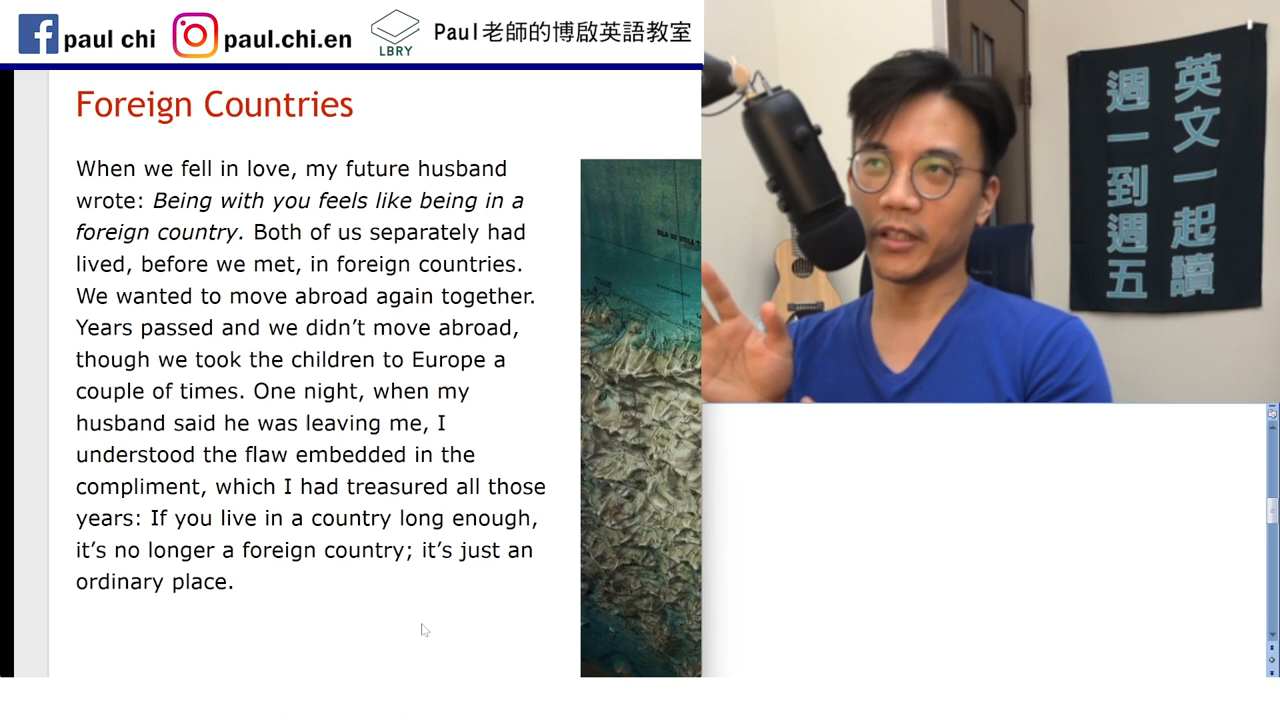 paul chi
paul.chi.en
LBRY
Paul老師的博啟英語教室
Foreign Countries
When we fell in love, my future husband
wrote: Being with you feels like being in a
foreign country. Both of us separately had
lived, before we met, in foreign countries.
We wanted to move abroad again together.
Years passed and we didn’t move abroad,
though we took the children to Europe a
couple of times. One night, when my
husband said he was leaving me, I
understood the flaw embedded in the
compliment, which I had treasured all those
years: If you live in a country long enough,
it’s no longer a foreign country; it’s just an
ordinary place.
英文一起讀
週一到週五